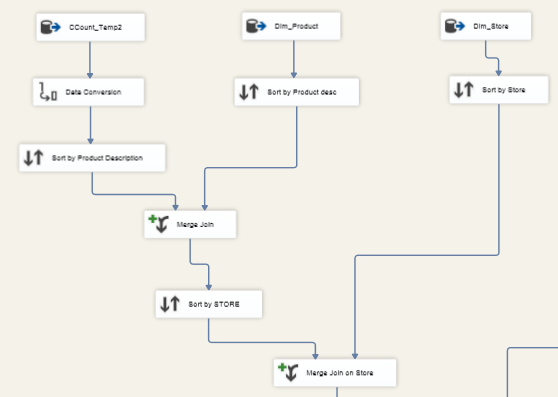 CCount_Temp2
Dim_Product
Dim_Store
Data Conversion
Sort by Product desc
Sort by Store
Sort by Product Description
Merge Join
Sort by STORE
Merge Join on Store